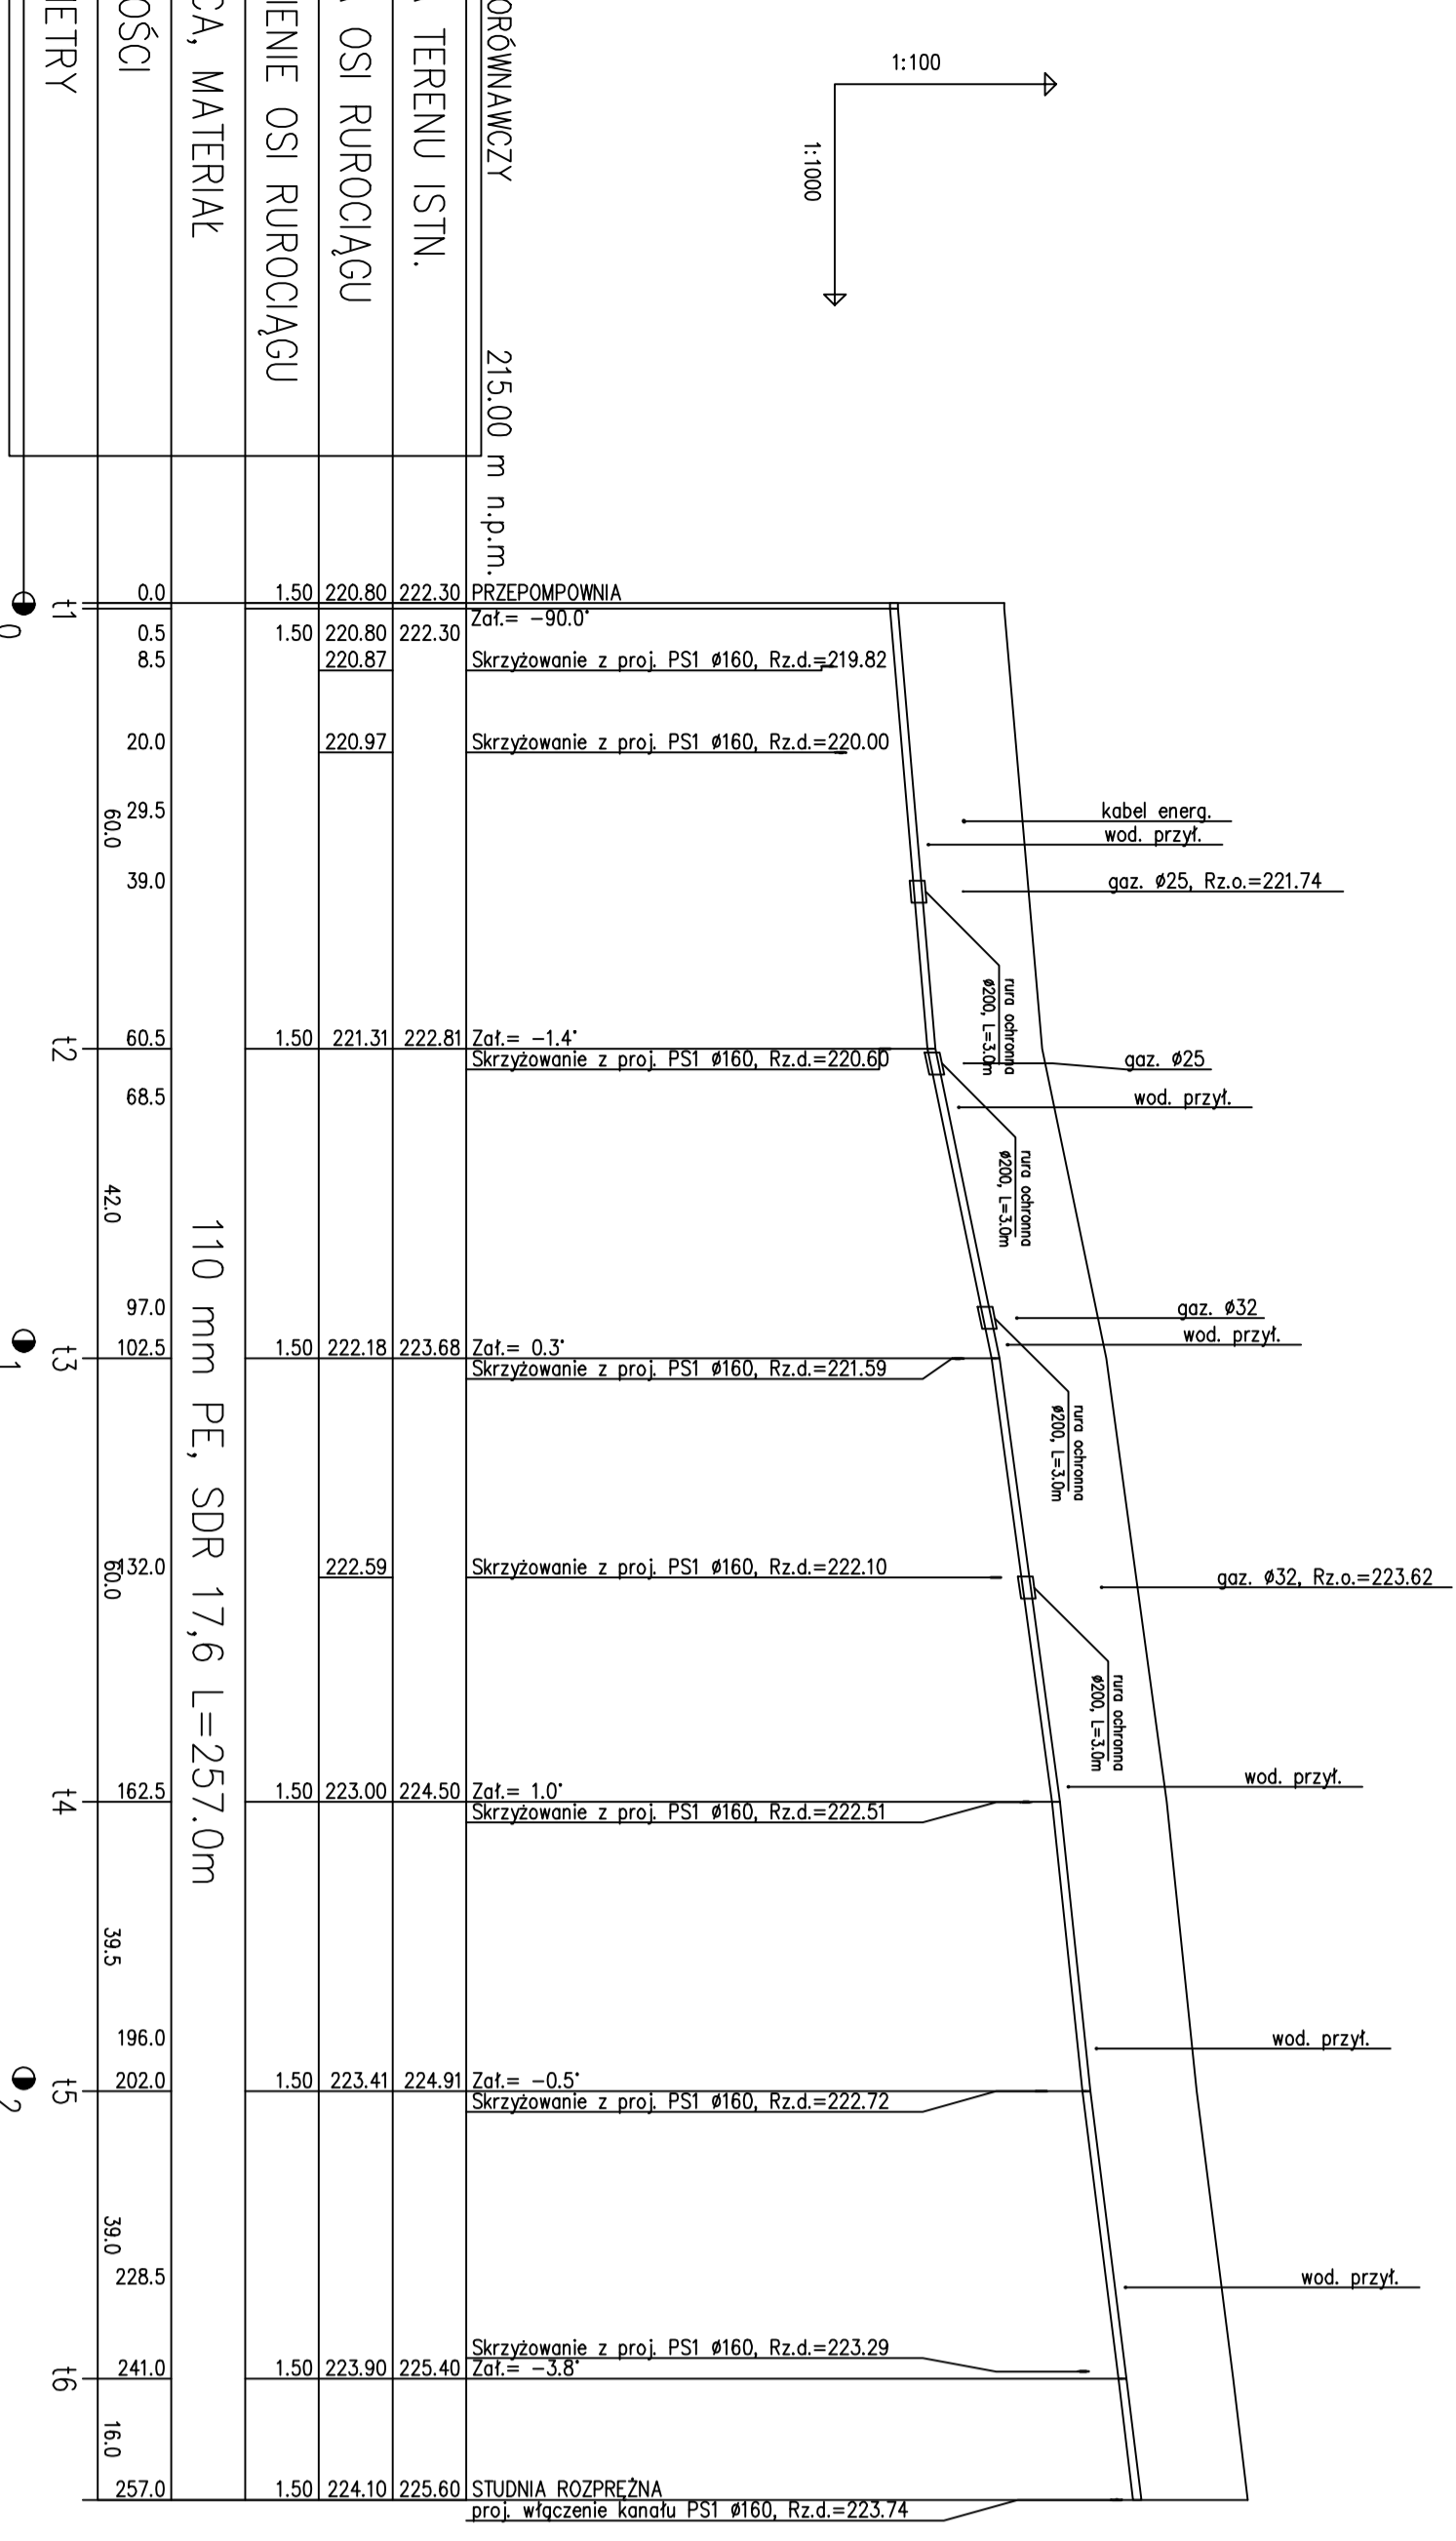 1:100
1:1000
ORÓWNAWCZY
215.00 m n.p.m.
TERENU ISTN.
OSI RUROCIĄGU
IENIE OSI RUROCIĄGU
CA, MATERIAŁ
OŚCI
ETRY
110 mm PE, SDR 17,6 L=257.0m
t1
0
0.0 1.50 220.80 222.30 PRZEPOMPOWNIA
Zał.= -90.0°
0.5 1.50 220.80 222.30
8.5 220.87 Skrzyżowanie z proj. PS1 ø160, Rz.d.=219.82
20.0 220.97 Skrzyżowanie z proj. PS1 ø160, Rz.d.=220.00
29.5 kabel energ.
60.0
wod. przył.
39.0 gaz. ø25, Rz.o.=221.74
rura ochronna
ø200, L=3.0m
t2
60.5 1.50 221.31 222.81 Zał.= -1.4°
Skrzyżowanie z proj. PS1 ø160, Rz.d.=220.60
gaz. ø25
68.5 wod. przył.
rura ochronna
ø200, L=3.0m
42.0
97.0 gaz. ø32
wod. przył.
t3
1
102.5 1.50 222.18 223.68 Zał.= 0.3°
Skrzyżowanie z proj. PS1 ø160, Rz.d.=221.59
rura ochronna
ø200, L=3.0m
60.0
132.0 222.59 Skrzyżowanie z proj. PS1 ø160, Rz.d.=222.10
gaz. ø32, Rz.o.=223.62
rura ochronna
ø200, L=3.0m
wod. przył.
t4
162.5 1.50 223.00 224.50 Zał.= 1.0°
Skrzyżowanie z proj. PS1 ø160, Rz.d.=222.51
39.5
196.0 wod. przył.
t5
2
202.0 1.50 223.41 224.91 Zał.= -0.5°
Skrzyżowanie z proj. PS1 ø160, Rz.d.=222.72
39.0
228.5 wod. przył.
Skrzyżowanie z proj. PS1 ø160, Rz.d.=223.29
t6
241.0 1.50 223.90 225.40 Zał.= -3.8°
16.0
257.0 1.50 224.10 225.60 STUDNIA ROZPRĘŻNA
proj. włączenie kanału PS1 ø160, Rz.d.=223.74